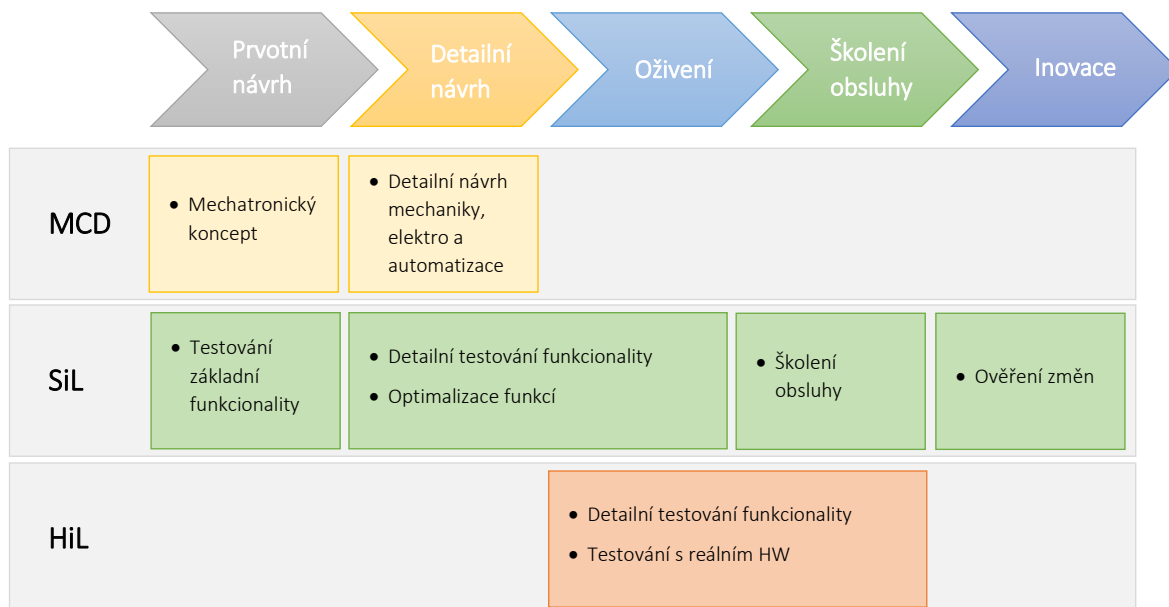 Prvotní
návrh
Detailní
návrh
Oživení
Školení
obsluhy
Inovace
MCD
• Mechatronický
koncept
• Detailní návrh
mechaniky,
elektro a
automatizace
SiL
• Testování
základní
funkcionality
• Detailní testování funkcionality
• Optimalizace funkcí
• Školení
obsluhy
• Ověření změn
HiL
• Detailní testování funkcionality
• Testování s reálním HW